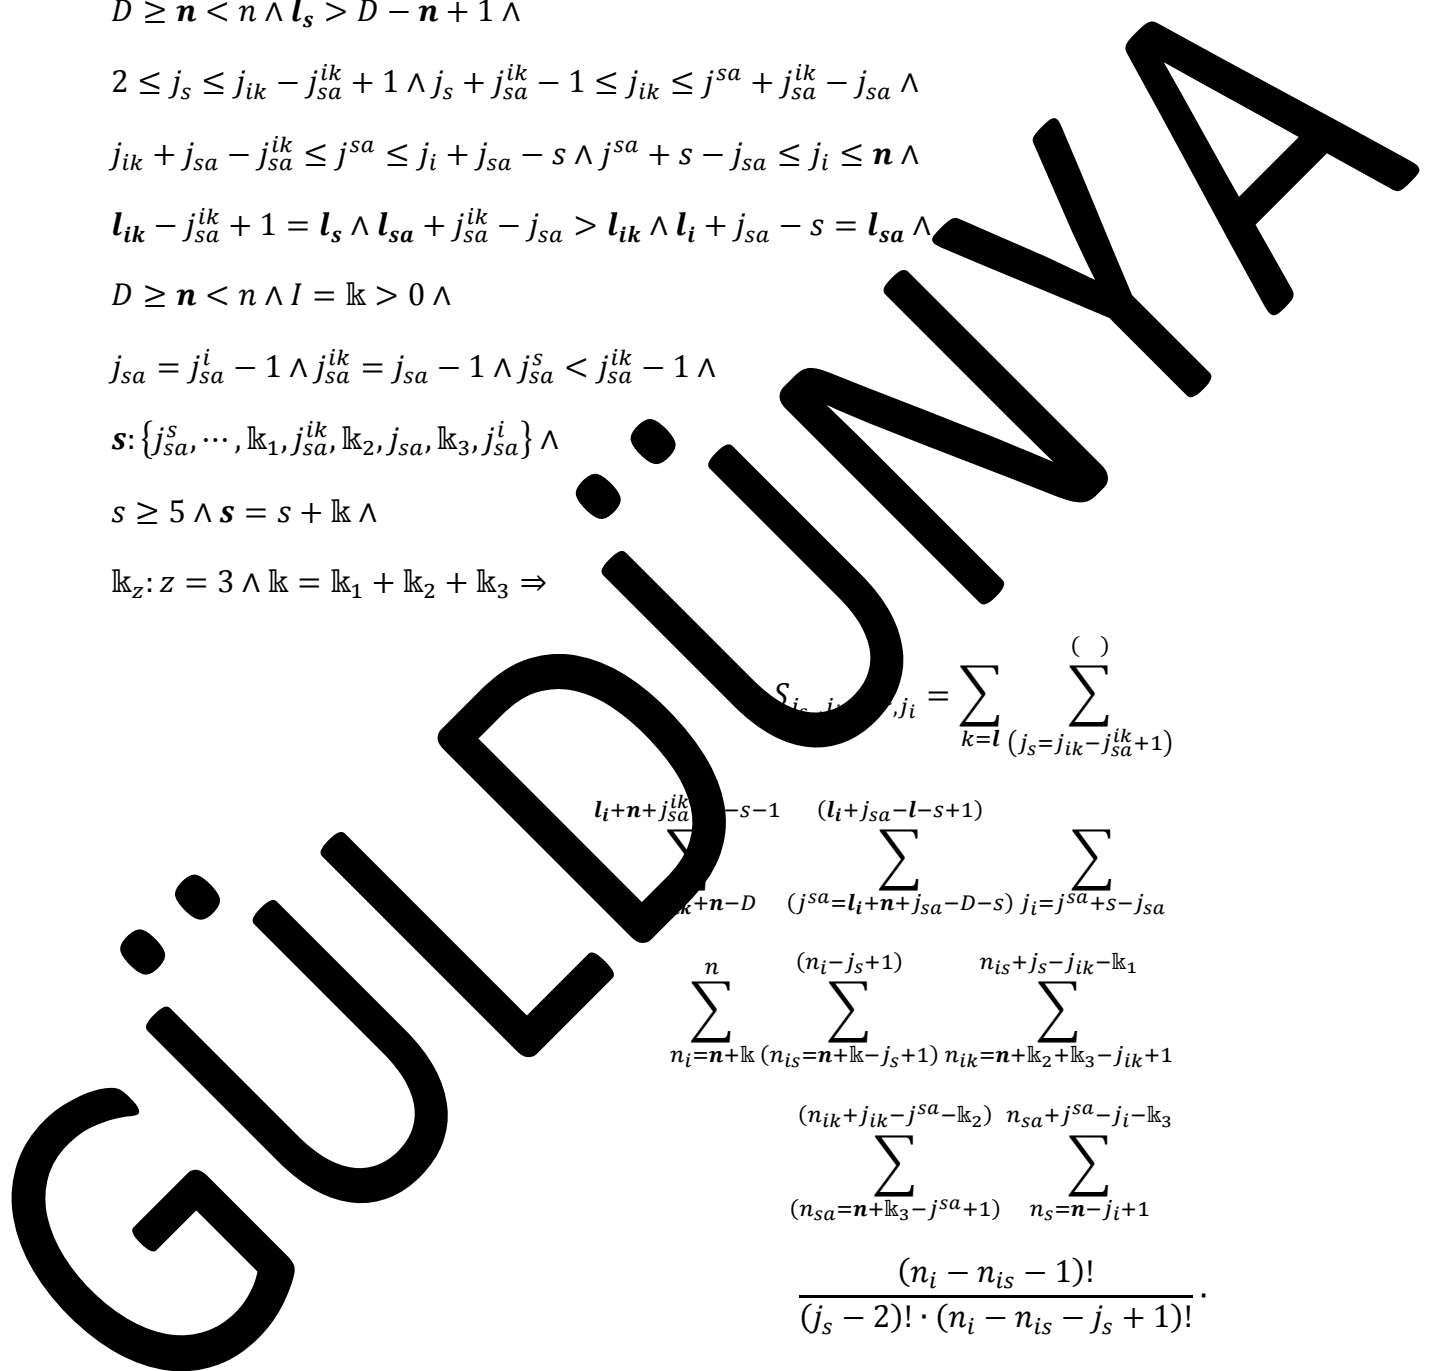 D ≥ 𝒏 < n ∧ 𝒍ₛ > D − 𝒏 + 1 ∧
2 ≤ j_s ≤ j_{ik} − j_{sa}^{ik} + 1 ∧ j_s + j_{sa}^{ik} − 1 ≤ j_{ik} ≤ j^{sa} + j_{sa}^{ik} − j_{sa} ∧
j_{ik} + j_{sa} − j_{sa}^{ik} ≤ j^{sa} ≤ j_i + j_{sa} − s ∧ j^{sa} + s − j_{sa} ≤ j_i ≤ 𝒏 ∧
𝒍_{ik} − j_{sa}^{ik} + 1 = 𝒍_s ∧ 𝒍_{sa} + j_{sa}^{ik} − j_{sa} > 𝒍_{ik} ∧ 𝒍_i + j_{sa} − s = 𝒍_{sa} ∧
D ≥ 𝒏 < n ∧ I = 𝕜 > 0 ∧
j_{sa} = j_{sa}^{i} − 1 ∧ j_{sa}^{ik} = j_{sa} − 1 ∧ j_{sa}^{s} < j_{sa}^{ik} − 1 ∧
𝒔: {j_{sa}^{s}, ⋯, 𝕜_1, j_{sa}^{ik}, 𝕜_2, j_{sa}, 𝕜_3, j_{sa}^{i}} ∧
s ≥ 5 ∧ 𝒔 = s + 𝕜 ∧
𝕜_z: z = 3 ∧ 𝕜 = 𝕜_1 + 𝕜_2 + 𝕜_3 ⇒
( )
,j_i = ∑ ∑
k=𝒍 (j_s=j_{ik}−j_{sa}^{ik}+1)
𝒍_i+𝒏+j_{sa}^{ik} −s−1 (𝒍_i+j_{sa}−𝒍−s+1)
∑ ∑ ∑
+𝒏−D (j^{sa}=𝒍_i+𝒏+j_{sa}−D−s) j_i=j^{sa}+s−j_{sa}
n (n_i−j_s+1) n_{is}+j_s−j_{ik}−𝕜_1
∑ ∑ ∑
n_i=𝒏+𝕜 (n_{is}=𝒏+𝕜−j_s+1) n_{ik}=𝒏+𝕜_2+𝕜_3−j_{ik}+1
(n_{ik}+j_{ik}−j^{sa}−𝕜_2) n_{sa}+j^{sa}−j_i−𝕜_3
∑ ∑
(n_{sa}=𝒏+𝕜_3−j^{sa}+1) n_s=𝒏−j_i+1
(n_i − n_{is} − 1)!
(j_s − 2)! · (n_i − n_{is} − j_s + 1)! ·
GÜLDÜNYA